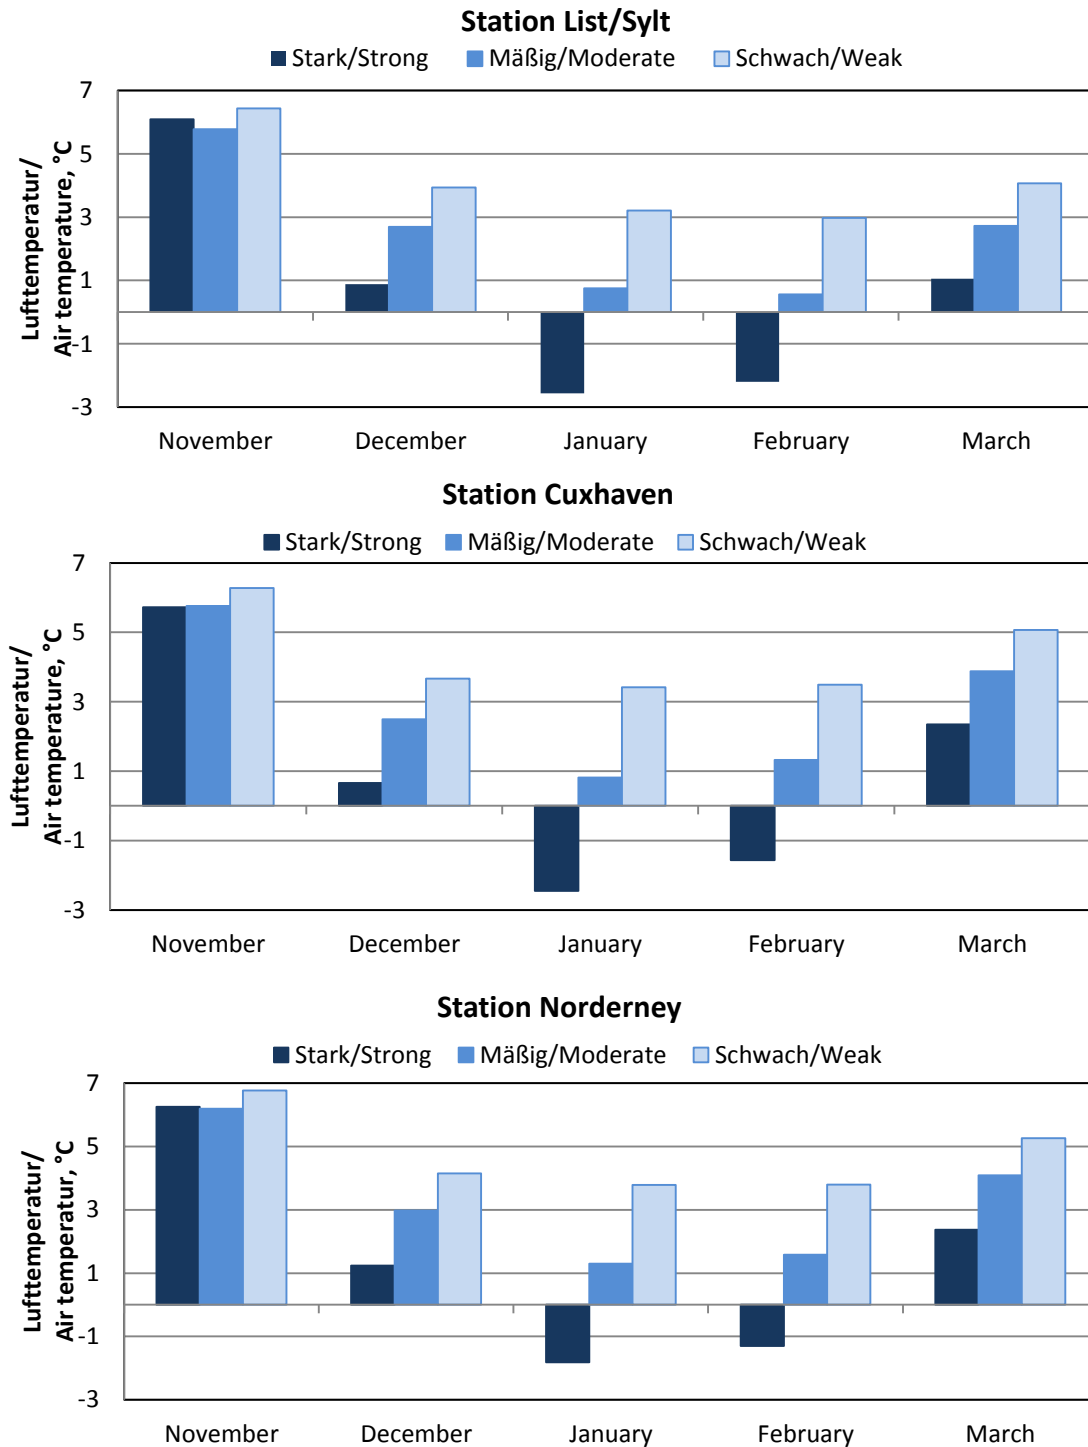 Station List/Sylt
Stark/Strong Mäßig/Moderate Schwach/Weak
Lufttemperatur/
Air temperature, °C
7
5
3
1
-1
-3
November December January February March
Station Cuxhaven
Stark/Strong Mäßig/Moderate Schwach/Weak
Lufttemperatur/
Air temperature, °C
7
5
3
1
-1
-3
November December January February March
Station Norderney
Stark/Strong Mäßig/Moderate Schwach/Weak
Lufttemperatur/
Air temperatur, °C
7
5
3
1
-1
-3
November December January February March